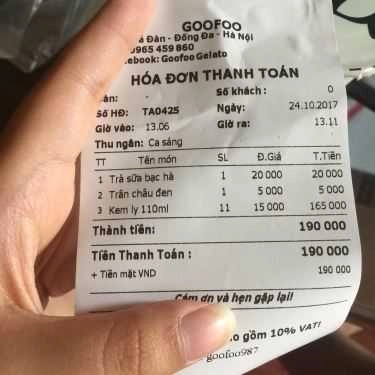 GOOFOO
Đàn - Đống Đa - Hà Nội
0965 459 860
ebook: Goofoo Gelato
HÓA ĐƠN THANH TOÁN
Bàn: - Số khách : 0
Số HĐ: TA0425 Ngày: 24.10.2017
Giờ vào: 13.06 Giờ ra: 13.11
Thu ngân: Ca sáng
TT Tên món SL Đ.Giá T.Tiền
1 Trà sữa bạc hà 1 20 000 20 000
2 Trân châu đen 1 5 000 5 000
3 Kem ly 110ml 11 15 000 165 000
Thành tiền: 190 000
Tiền Thanh Toán : 190 000
+ Tiền mặt VND 190 000
Cảm ơn và hẹn gặp lại!
gồm 10% VAT!
goofoo987